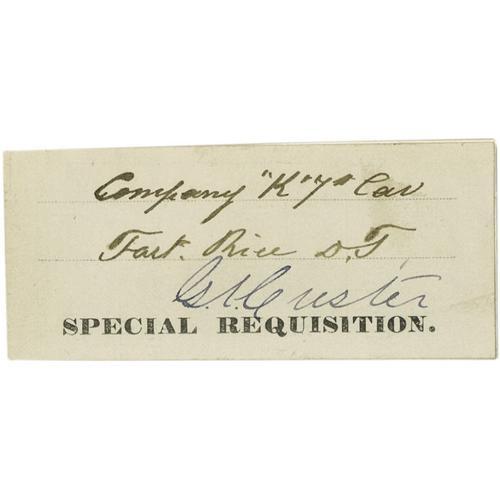 Company "K" 7th Cav
Fort. Rice D.T.
G.A. Custer
SPECIAL REQUISITION.